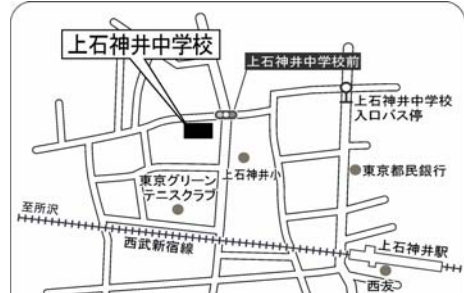 上石神井中学校
上石神井中学校前
上石神井中学校
入口バス停
上石神井小
東京都民銀行
東京グリーン
テニスクラブ
至所沢
西武新宿線
上石神井駅
西友